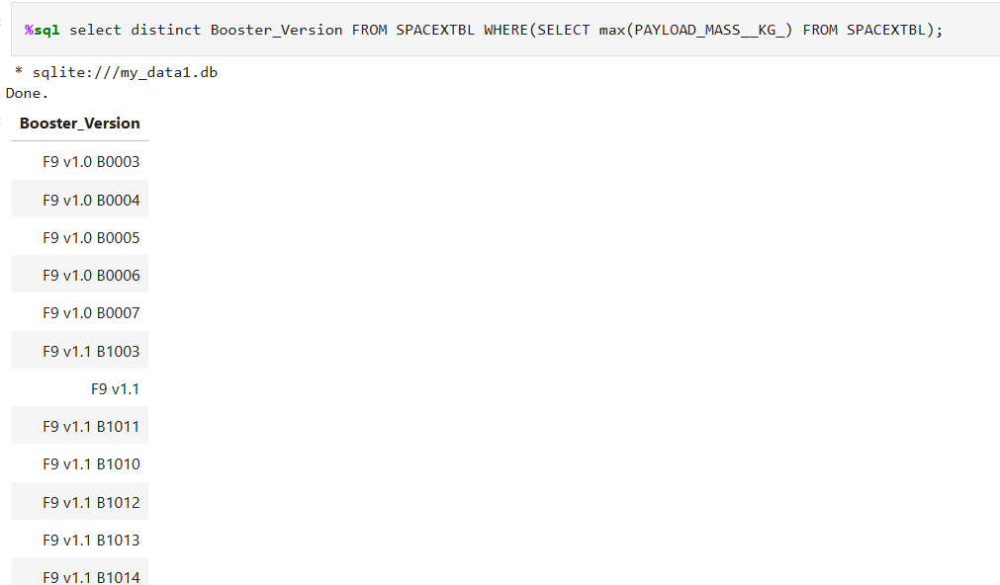 %sql select distinct Booster_Version FROM SPACEXTBL WHERE(SELECT max(PAYLOAD_MASS__KG_) FROM SPACEXTBL);
* sqlite:///my_data1.db
Done.
Booster_Version
F9 v1.0 B0003
F9 v1.0 B0004
F9 v1.0 B0005
F9 v1.0 B0006
F9 v1.0 B0007
F9 v1.1 B1003
F9 v1.1
F9 v1.1 B1011
F9 v1.1 B1010
F9 v1.1 B1012
F9 v1.1 B1013
F9 v1.1 B1014